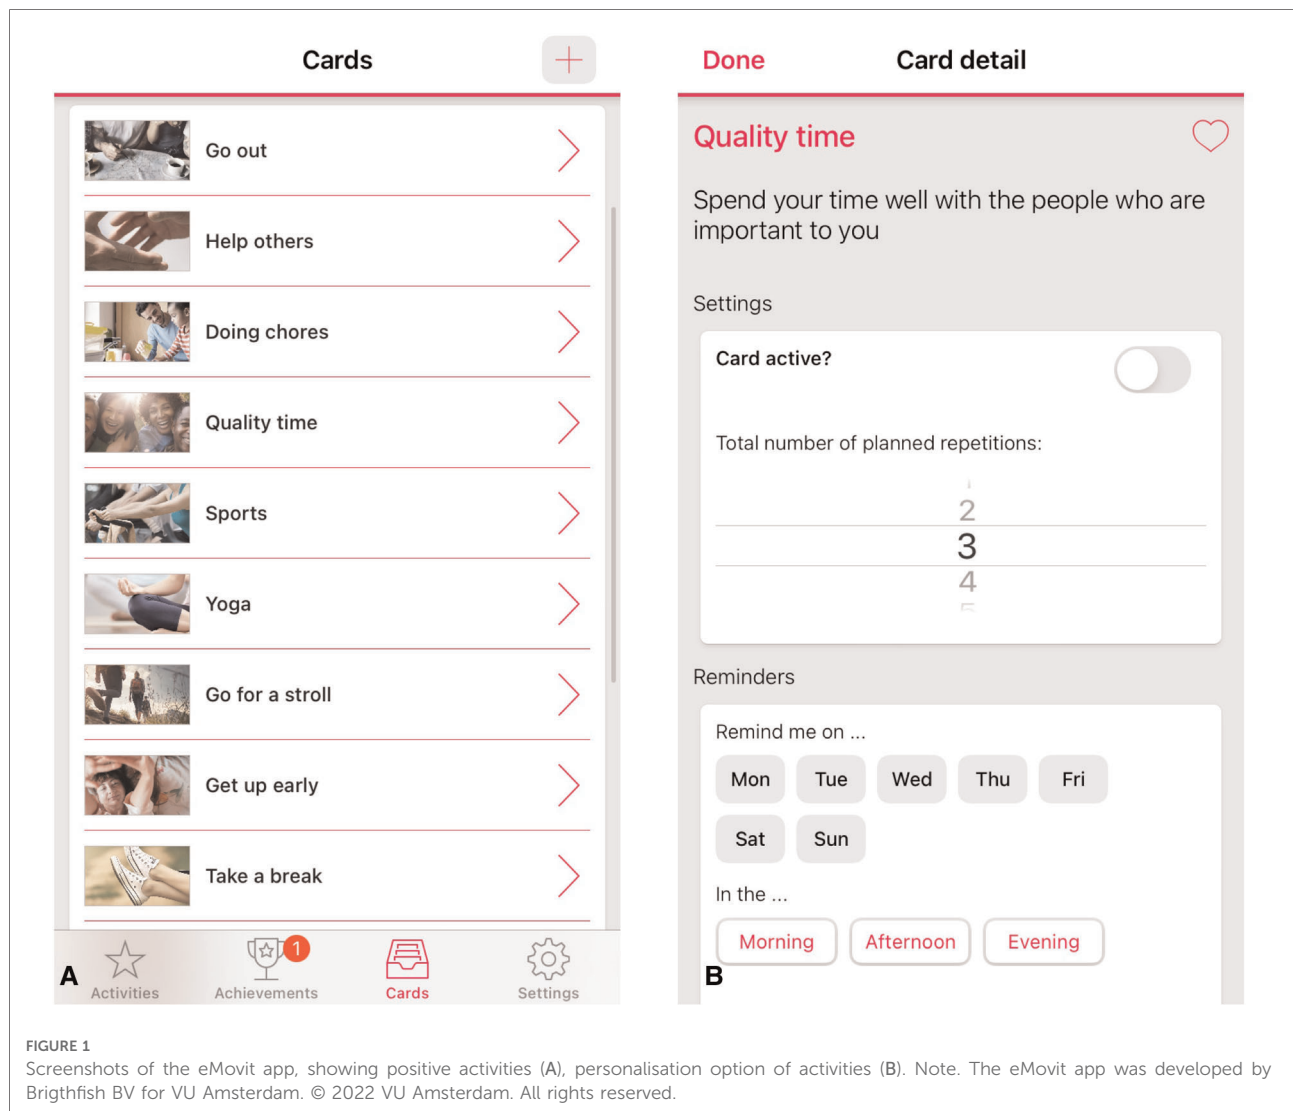 Cards
Go out
Help others
Doing chores
Quality time
Sports
Yoga
Go for a stroll
Get up early
Take a break
1
Activities
Achievements
Cards
Settings
A
Done
Card detail
Quality time
Spend your time well with the people who are
important to you
Settings
Card active?
Total number of planned repetitions:
2
3
4
5
Reminders
Remind me on ...
Mon Tue Wed Thu Fri
Sat Sun
In the ...
Morning Afternoon Evening
B
FIGURE 1
Screenshots of the eMovit app, showing positive activities (A), personalisation option of activities (B). Note. The eMovit app was developed by
Brigthfish BV for VU Amsterdam. © 2022 VU Amsterdam. All rights reserved.